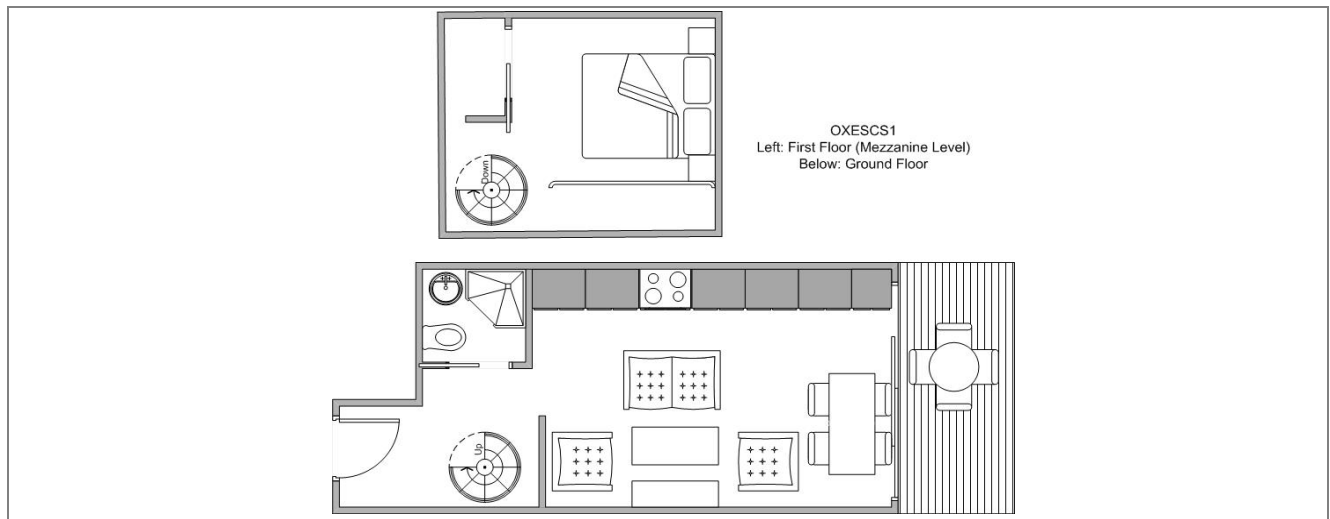 OXESCS1
Left: First Floor (Mezzanine Level)
Below: Ground Floor
Down
Up